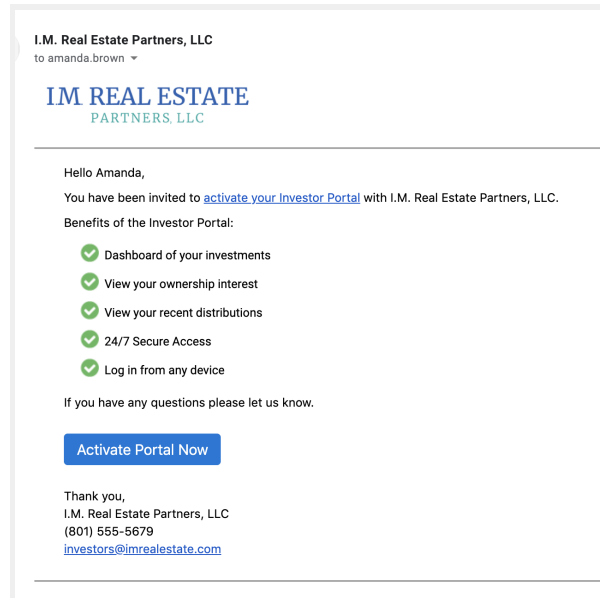 I.M. Real Estate Partners, LLC
to amanda.brown
I.M. REAL ESTATE
PARTNERS, LLC
Hello Amanda,
You have been invited to activate your Investor Portal with I.M. Real Estate Partners, LLC.
Benefits of the Investor Portal:
Dashboard of your investments
View your ownership interest
View your recent distributions
24/7 Secure Access
Log in from any device
If you have any questions please let us know.
Activate Portal Now
Thank you,
I.M. Real Estate Partners, LLC
(801) 555-5679
investors@imrealestate.com